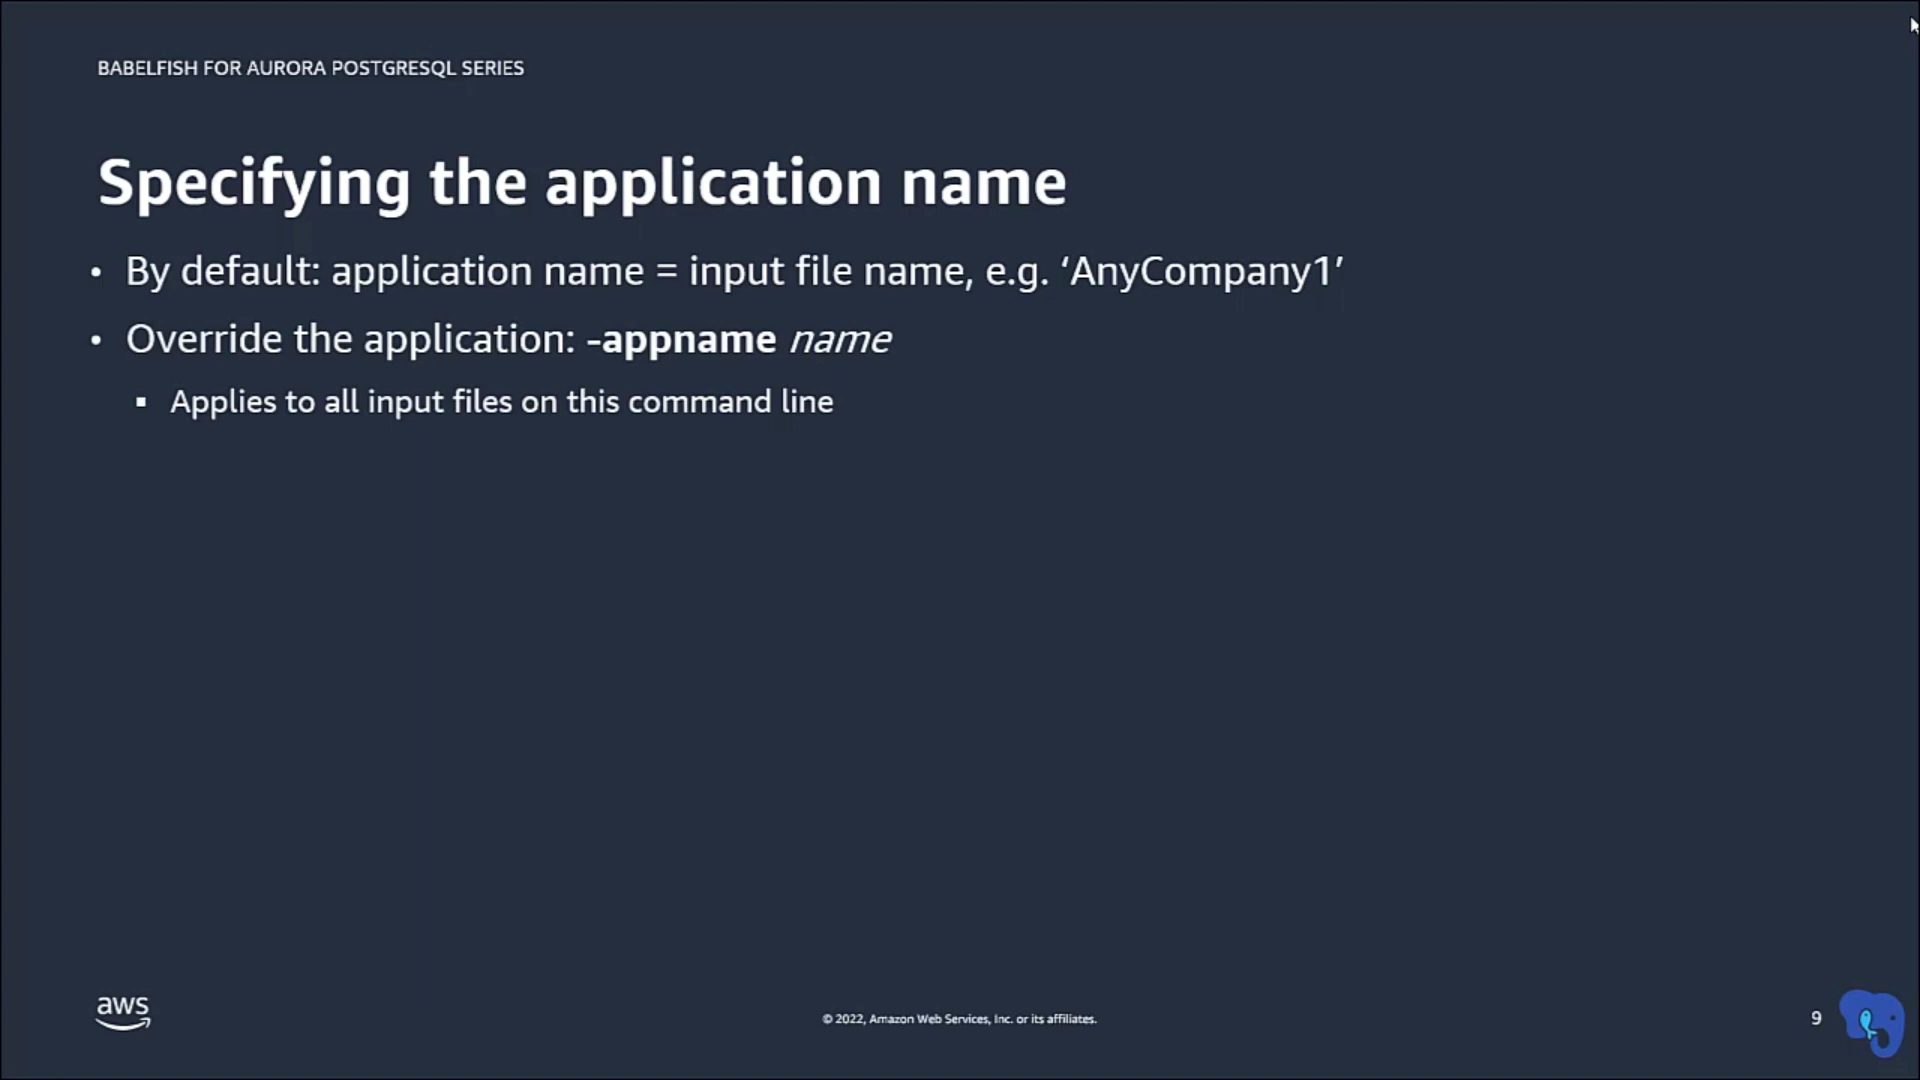 BABELFISH FOR AURORA POSTGRESQL SERIES
Specifying the application name
• By default: application name = input file name, e.g. ‘AnyCompany1’
• Override the application: -appname name
▪ Applies to all input files on this command line
aws
© 2022, Amazon Web Services, Inc. or its affiliates.
9